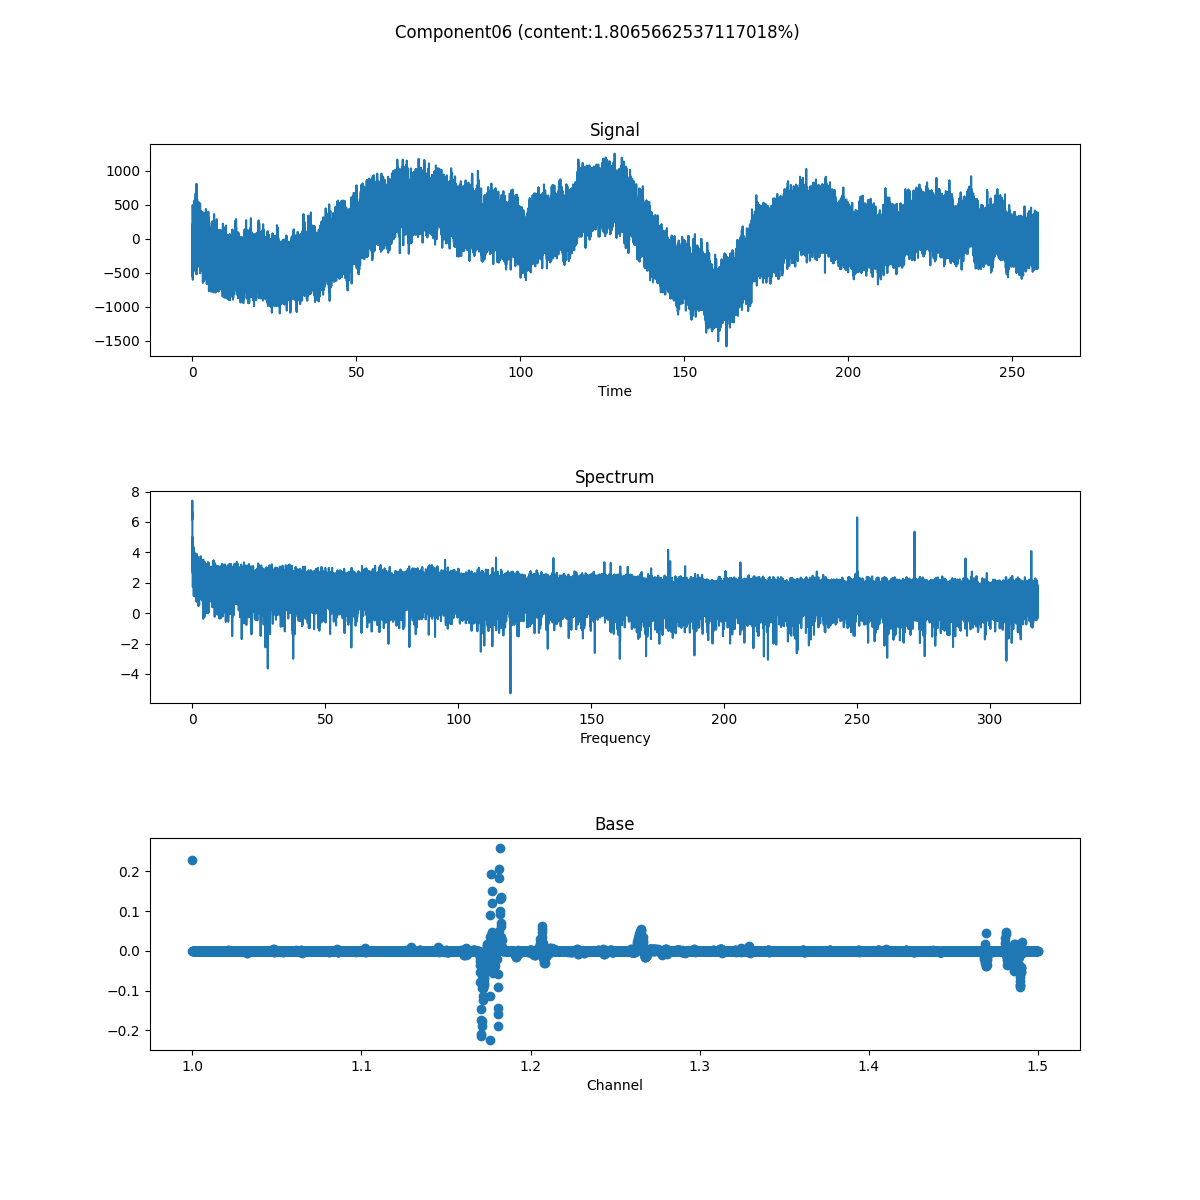 Component06 (content:1.8065662537117018%)
Signal
1000
500
0
−500
−1000
−1500
0 50 100 150 200 250
Time
Spectrum
8
6
4
2
0
−2
−4
0 50 100 150 200 250 300
Frequency
Base
0.2
0.1
0.0
−0.1
−0.2
1.0 1.1 1.2 1.3 1.4 1.5
Channel